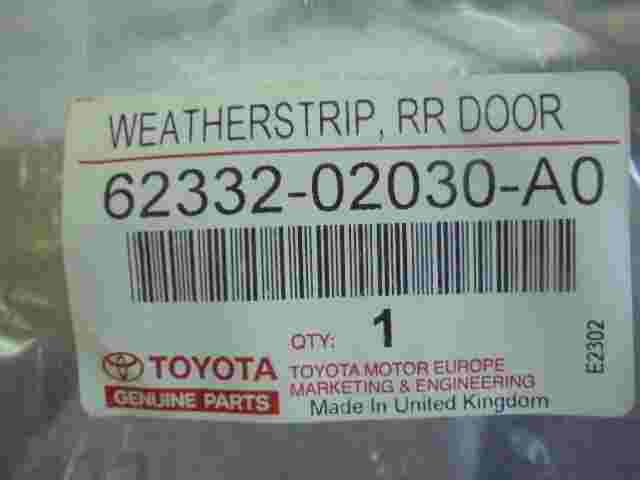 WEATHERSTRIP, RR DOOR
62332-02030-A0
QTY: 1
TOYOTA
GENUINE PARTS
TOYOTA MOTOR EUROPE
MARKETING & ENGINEERING
Made In United Kingdom
E2302